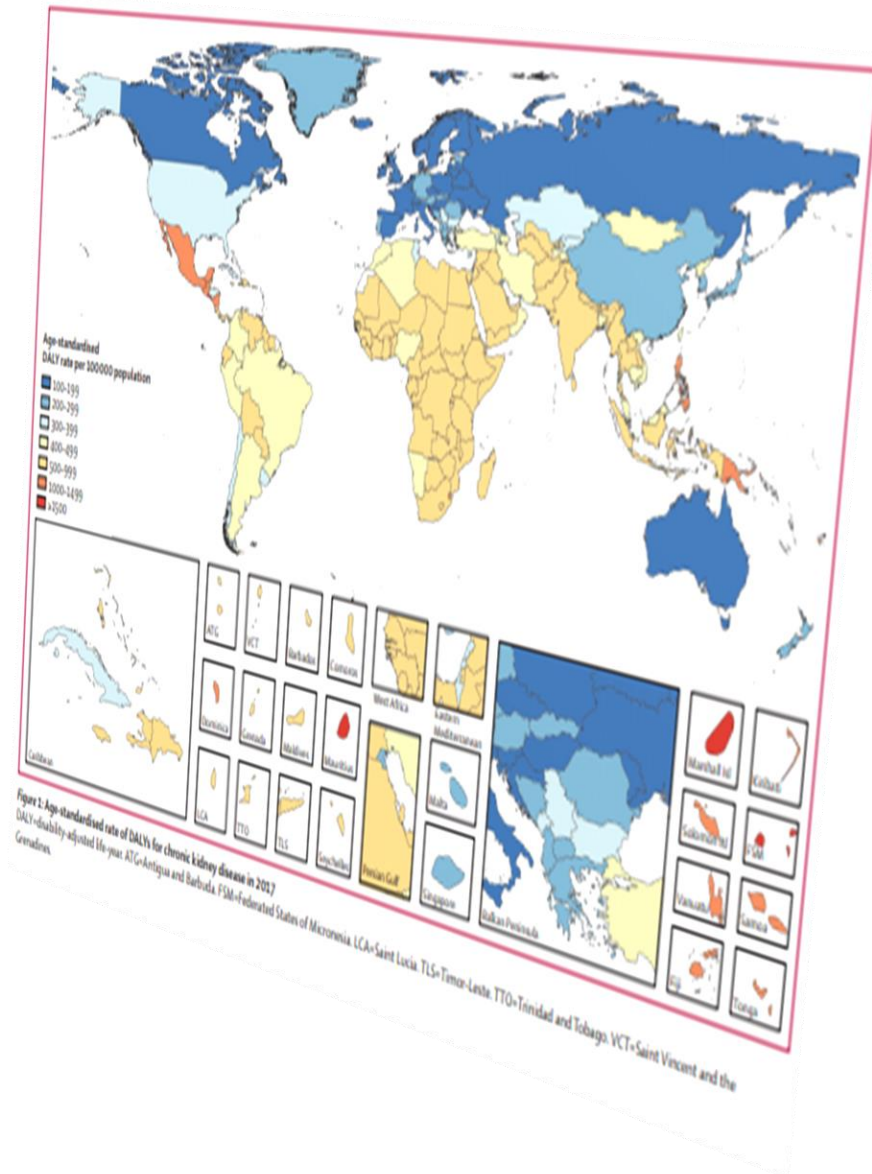 Age-standardised
DALY rate per 100 000 population
100–199
200–299
300–399
400–499
500–999
1000–1499
≥1500
Caribbean
ATG
VCT
Barbados
Comoros
West Africa
Eastern
Mediterranean
Dominica
Grenada
Maldives
Mauritius
Malta
LCA
TTO
TLS
Seychelles
Persian Gulf
Singapore
Balkan Peninsula
Marshall Isl
Kiribati
Solomon Isl
FSM
Vanuatu
Samoa
Fiji
Tonga
Figure 1: Age-standardised rate of DALYs for chronic kidney disease in 2017
DALY=disability-adjusted life-year. ATG=Antigua and Barbuda. FSM=Federated States of Micronesia. LCA=Saint Lucia. TLS=Timor-Leste. TTO=Trinidad and Tobago. VCT=Saint Vincent and the
Grenadines.